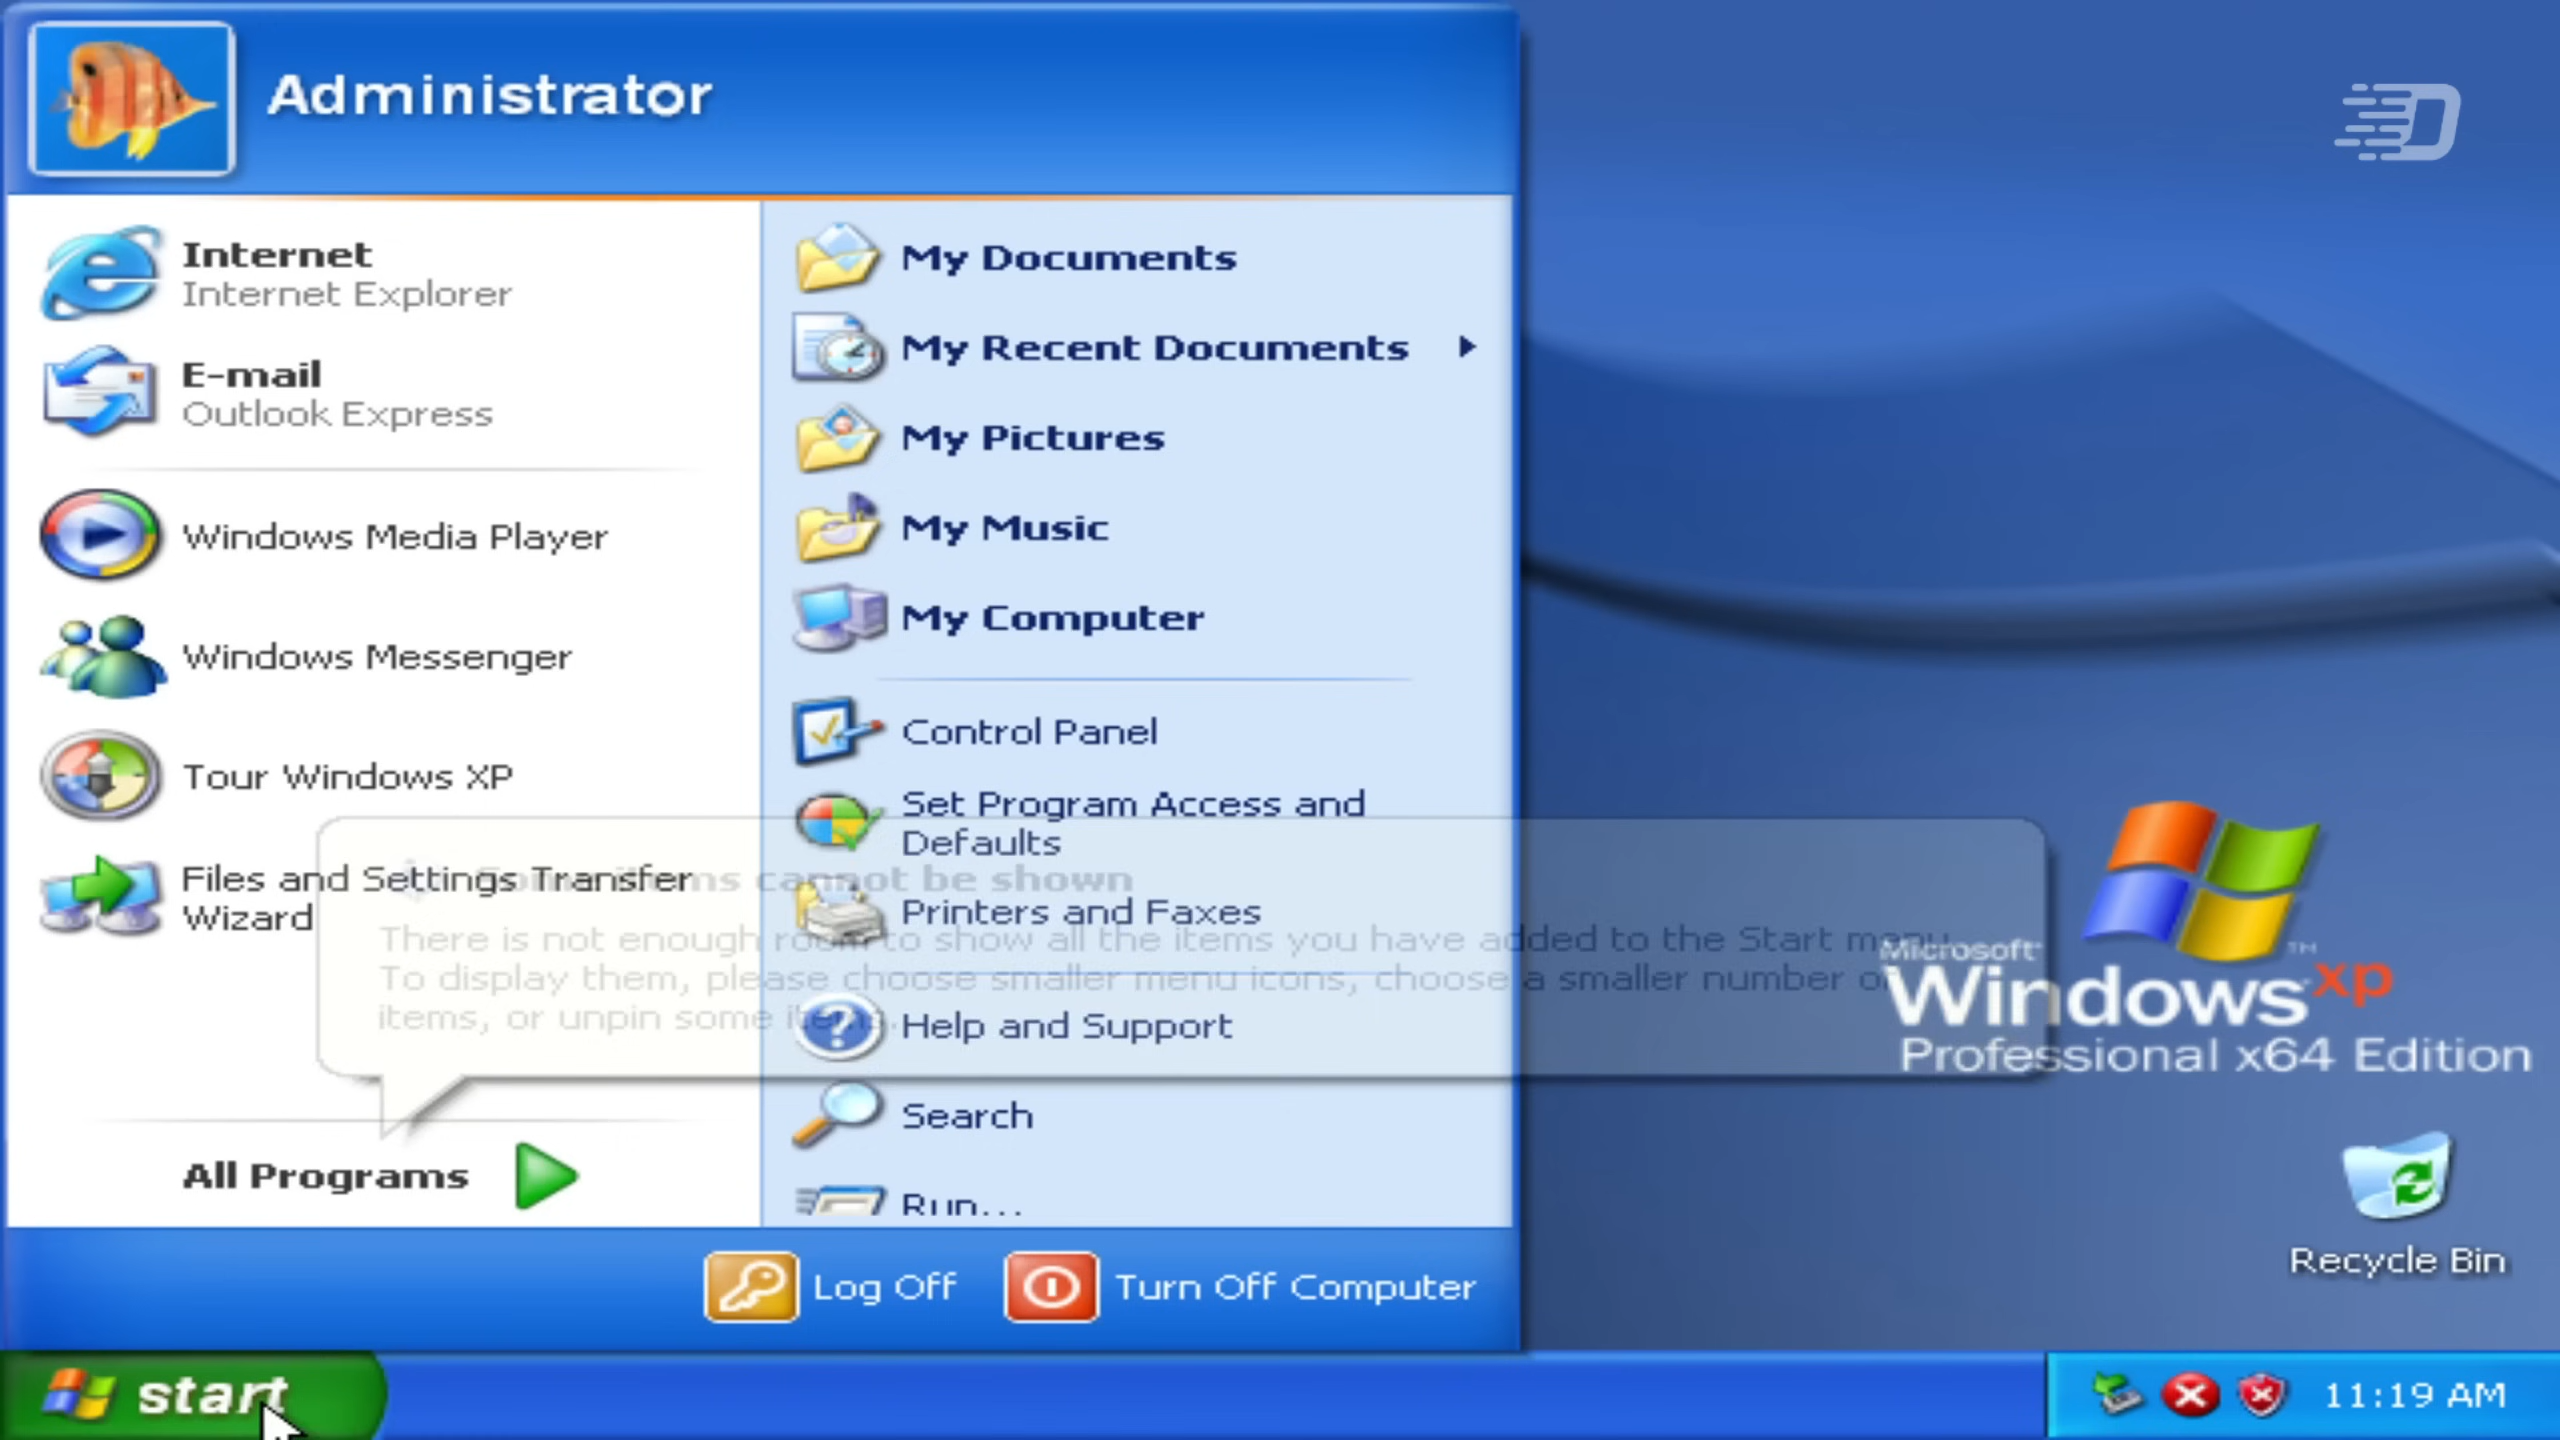 Administrator
Internet
Internet Explorer
E-mail
Outlook Express
Windows Media Player
Windows Messenger
Tour Windows XP
Files and Settings Transfer
Wizard
All Programs
My Documents
My Recent Documents
My Pictures
My Music
My Computer
Control Panel
Set Program Access and
Defaults
Printers and Faxes
Help and Support
Search
Run...
Some items cannot be shown
There is not enough room to show all the items you have added to the Start menu.
To display them, please choose smaller menu icons, choose a smaller number of
items, or unpin some items.
Log Off
Turn Off Computer
start
D
Microsoft®
Windows xp
TM
Professional x64 Edition
Recycle Bin
11:19 AM